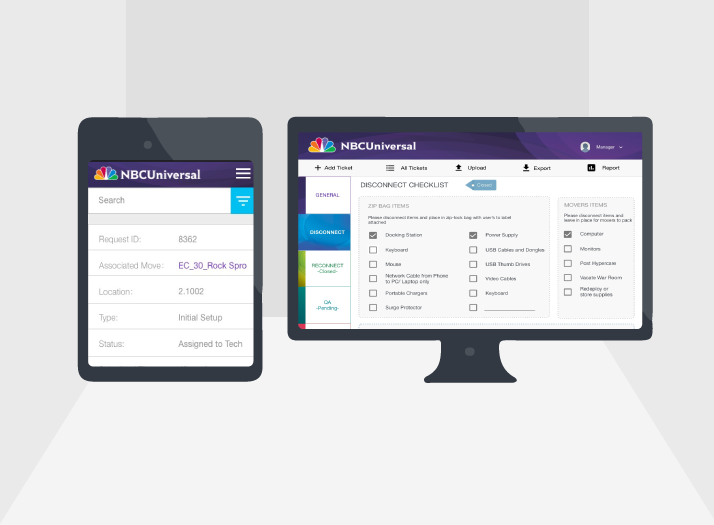 NBCUniversal
Search
Request ID: 8362
Associated Move: EC_30_Rock Spro
Location: 2.1002
Type: Initial Setup
Status: Assigned to Tech
NBCUniversal
Manager
+ Add Ticket All Tickets Upload Export Report
GENERAL
DISCONNECT
RECONNECT
-Closed-
QA
-Pending-
DISCONNECT CHECKLIST
ZIP BAG ITEMS
Please disconnect items and place in zip-lock bag with user's to label
attached
Docking Station
Keyboard
Mouse
Network Cable from Phone
to PC/ Laptop only
Portable Chargers
Surge Protector
Power Supply
USB Cables and Dongles
USB Thumb Drives
Video Cables
Keyboard
MOVERS ITEMS
Please disconnect items and
leave in place for movers to pack
Computer
Monitors
Post Hypercase
Vacate War Room
Redeploy or
store supplies